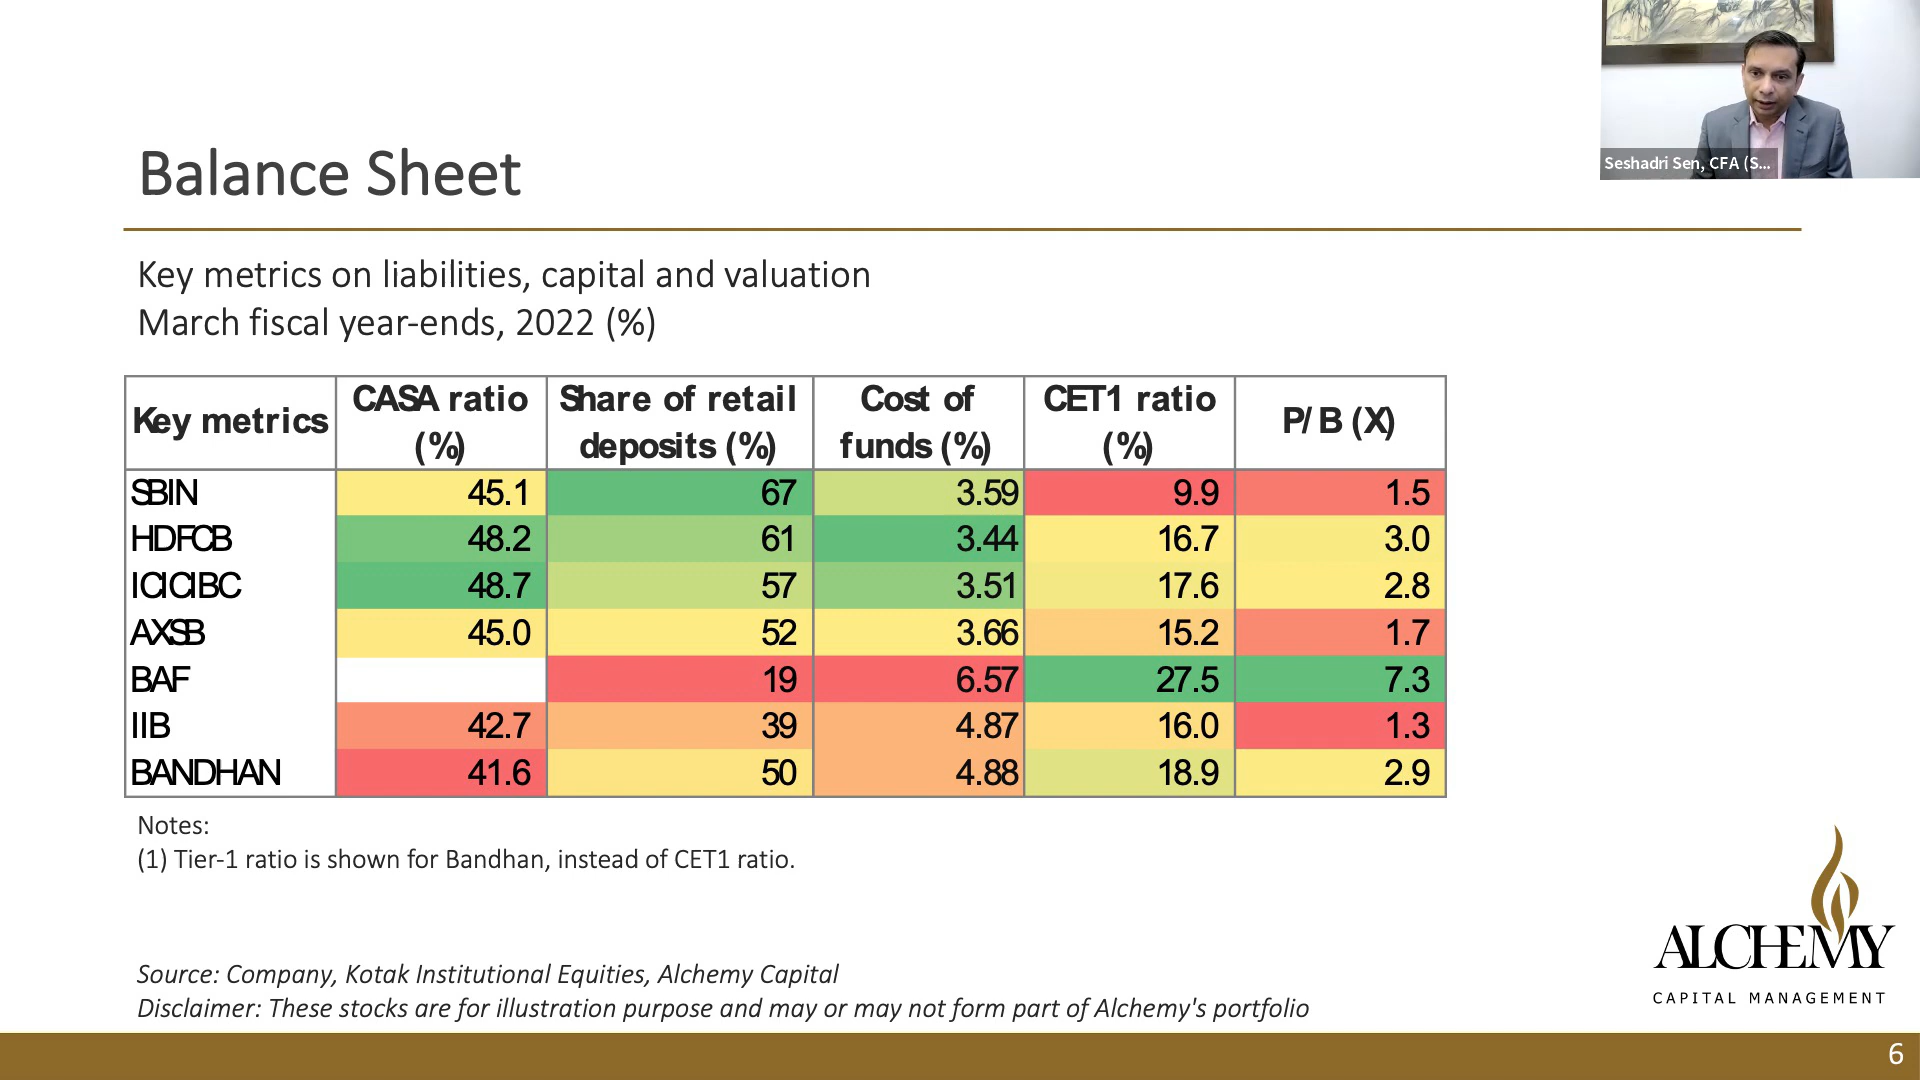 Seshadri Sen, CFA (S...
Balance Sheet
Key metrics on liabilities, capital and valuation
March fiscal year-ends, 2022 (%)
Key metrics CASA ratio (%) Share of retail deposits (%) Cost of funds (%) CET1 ratio (%) P/B (X)
SBIN 45.1 67 3.59 9.9 1.5
HDFCB 48.2 61 3.44 16.7 3.0
ICICIBC 48.7 57 3.51 17.6 2.8
AXSB 45.0 52 3.66 15.2 1.7
BAF 19 6.57 27.5 7.3
IIB 42.7 39 4.87 16.0 1.3
BANDHAN 41.6 50 4.88 18.9 2.9
Notes:
(1) Tier-1 ratio is shown for Bandhan, instead of CET1 ratio.
Source: Company, Kotak Institutional Equities, Alchemy Capital
Disclaimer: These stocks are for illustration purpose and may or may not form part of Alchemy's portfolio
ALCHEMY
CAPITAL MANAGEMENT
6